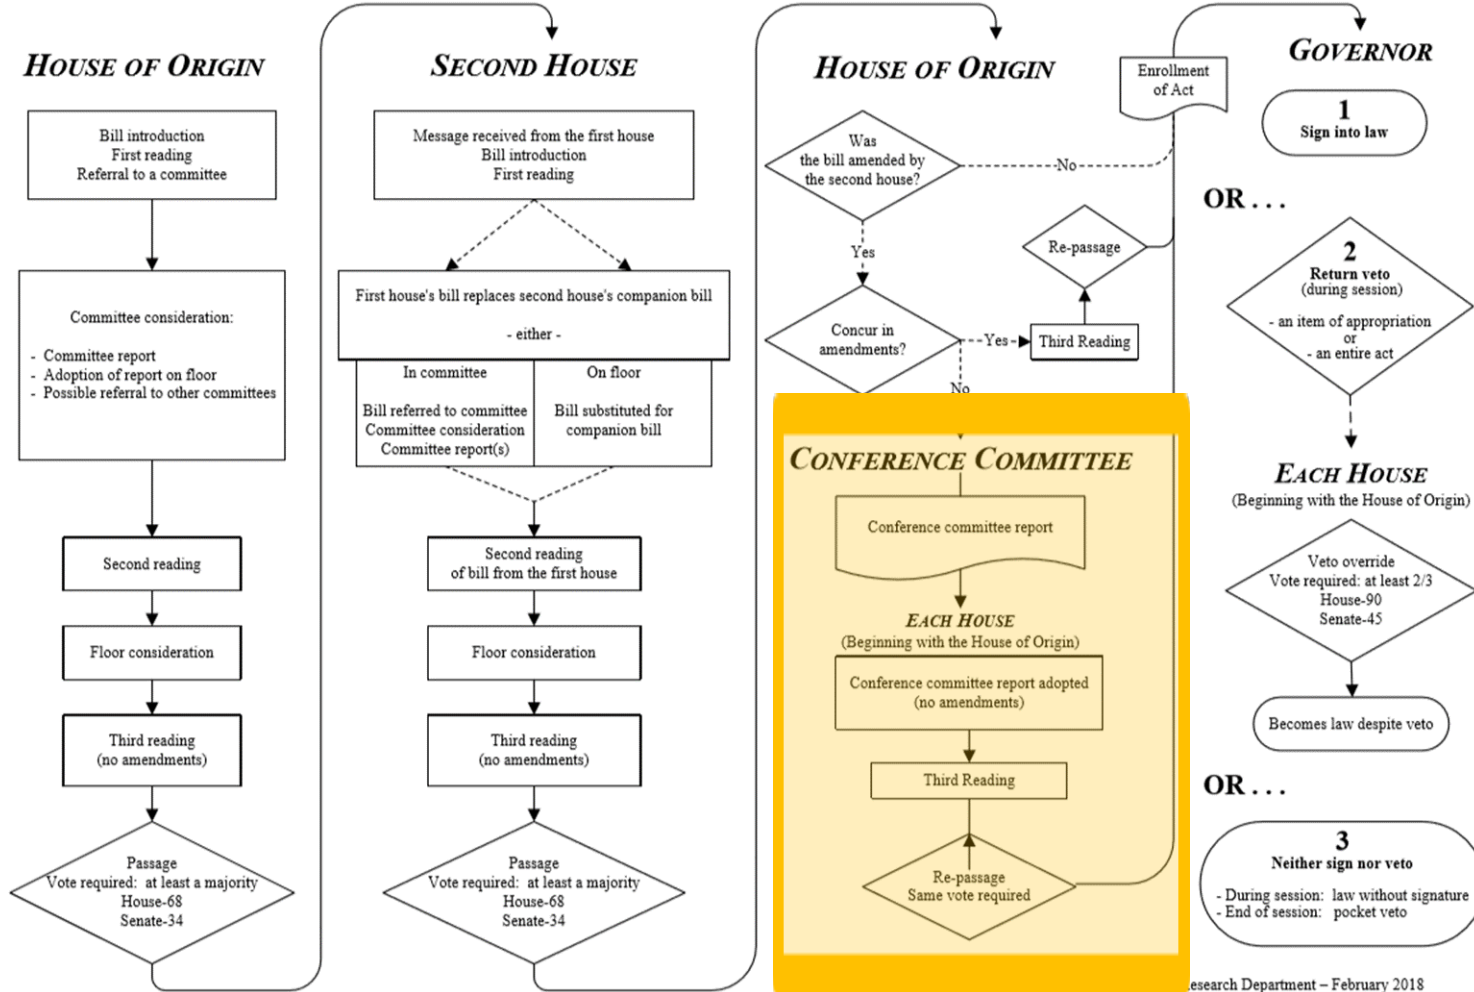 HOUSE OF ORIGIN
Bill introduction
First reading
Referral to a committee
Committee consideration:
- Committee report
- Adoption of report on floor
- Possible referral to other committees
Second reading
Floor consideration
Third reading
(no amendments)
Passage
Vote required: at least a majority
House-68
Senate-34
SECOND HOUSE
Message received from the first house
Bill introduction
First reading
First house's bill replaces second house's companion bill
- either -
In committee
Bill referred to committee
Committee consideration
Committee report(s)
On floor
Bill substituted for
companion bill
Second reading
of bill from the first house
Floor consideration
Third reading
(no amendments)
Passage
Vote required: at least a majority
House-68
Senate-34
HOUSE OF ORIGIN
Was
the bill amended by
the second house?
No
Yes
Concur in
amendments?
Yes
Third Reading
Re-passage
Enrollment
of Act
No
CONFERENCE COMMITTEE
Conference committee report
EACH HOUSE
(Beginning with the House of Origin)
Conference committee report adopted
(no amendments)
Third Reading
Re-passage
Same vote required
GOVERNOR
1
Sign into law
OR . . .
2
Return veto
(during session)
- an item of appropriation
or
- an entire act
EACH HOUSE
(Beginning with the House of Origin)
Veto override
Vote required: at least 2/3
House-90
Senate-45
Becomes law despite veto
OR . . .
3
Neither sign nor veto
- During session: law without signature
- End of session: pocket veto
esearch Department – February 2018